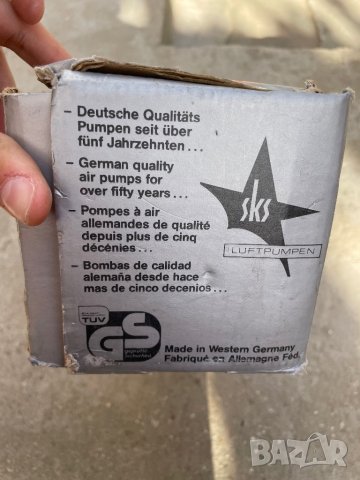 - Deutsche Qualitäts
Pumpen seit über
fünf Jahrzehnten...
- German quality
air pumps for
over fifty years...
- Pompes à air
allemandes de qualité
depuis plus de cinq
décénies...
- Bombas de calidad
alemaña desde hace
mas de cinco decenios...
sks
LUFTPUMPEN
TÜV
GS
geprüfte
Sicherheit
Made in Western Germany
Fabriqué en Allemagne Féd.
BAZAR